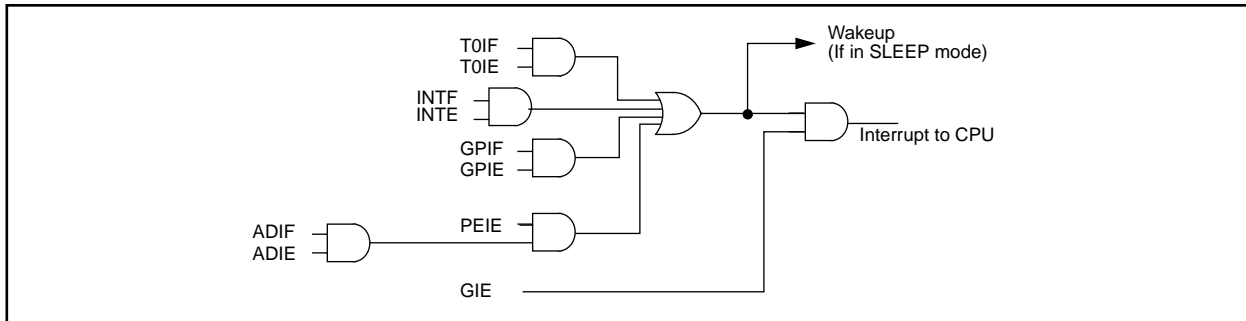 Wakeup
(If in SLEEP mode)
T0IF
T0IE
INTF
INTE
Interrupt to CPU
GPIF
GPIE
PEIE
ADIF
ADIE
GIE